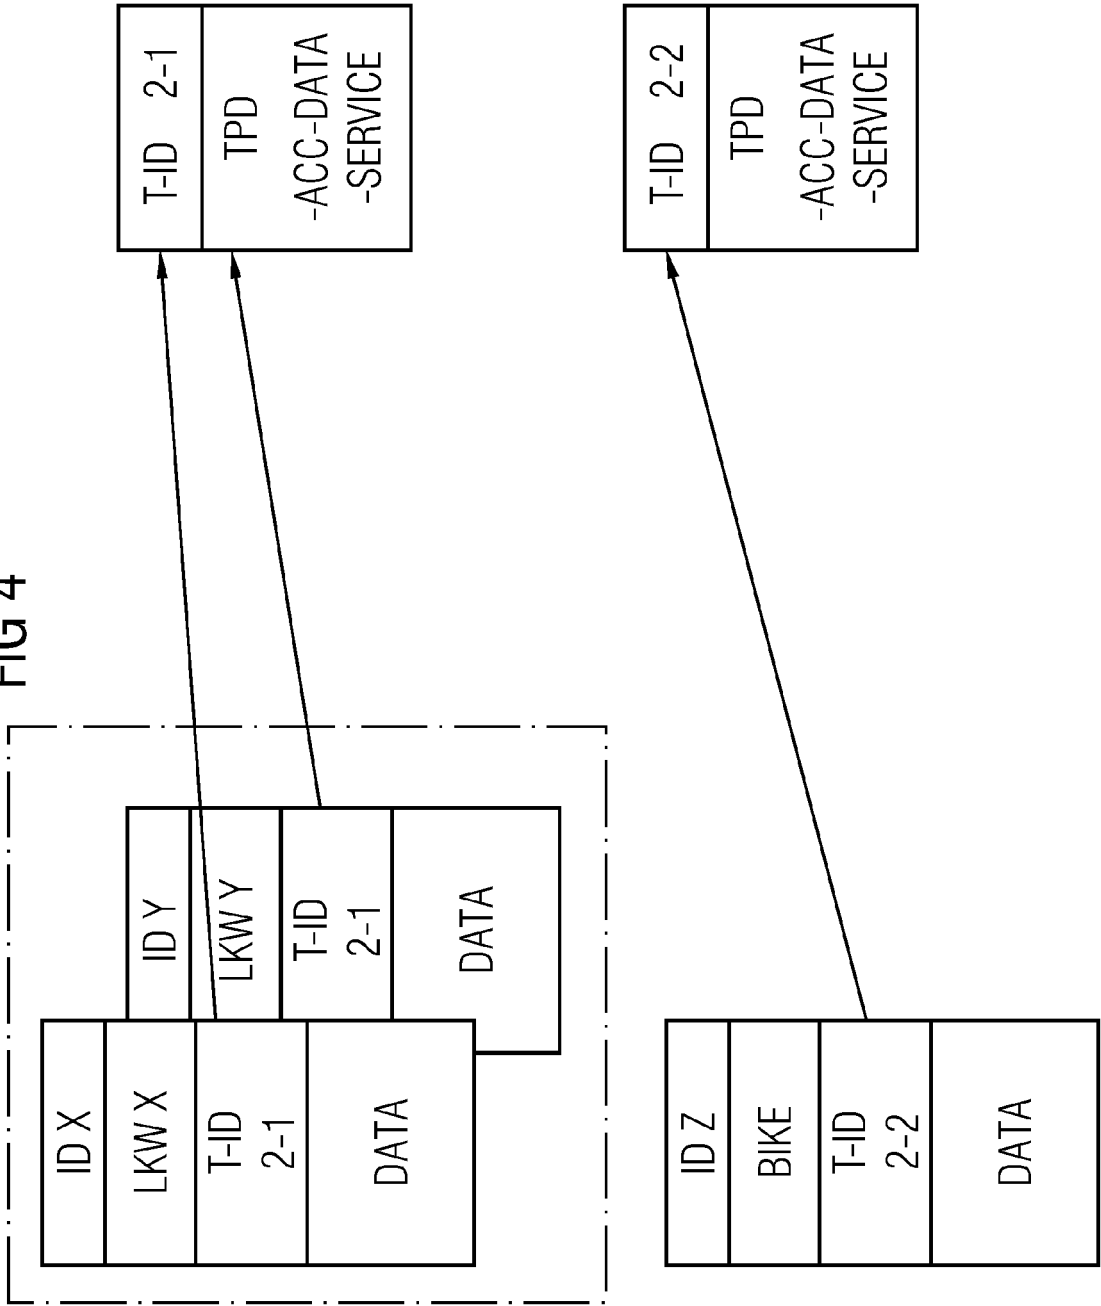 FIG 4
ID X
LKW X
T-ID
2-1
DATA
ID Y
LKW Y
T-ID
2-1
DATA
T-ID 2-1
TPD
-ACC-DATA
-SERVICE
ID Z
BIKE
T-ID
2-2
DATA
T-ID 2-2
TPD
-ACC-DATA
-SERVICE